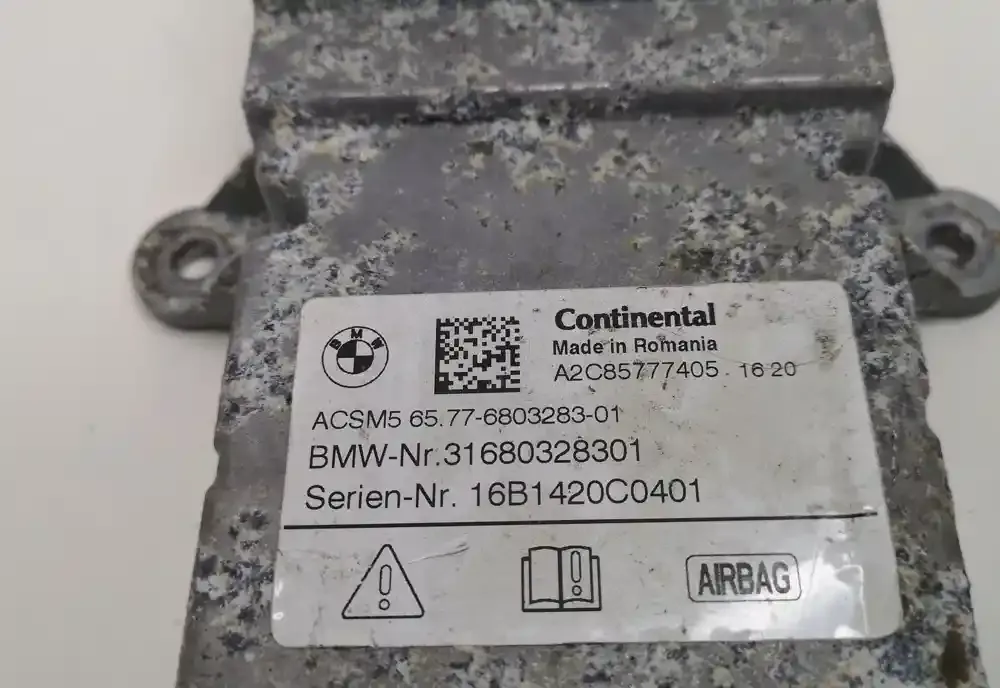 BMW
Continental
Made in Romania
A2C85777405 . 16 20
ACSM5 65.77-6803283-01
BMW-Nr.31680328301
Serien-Nr. 16B1420C0401
AIRBAG